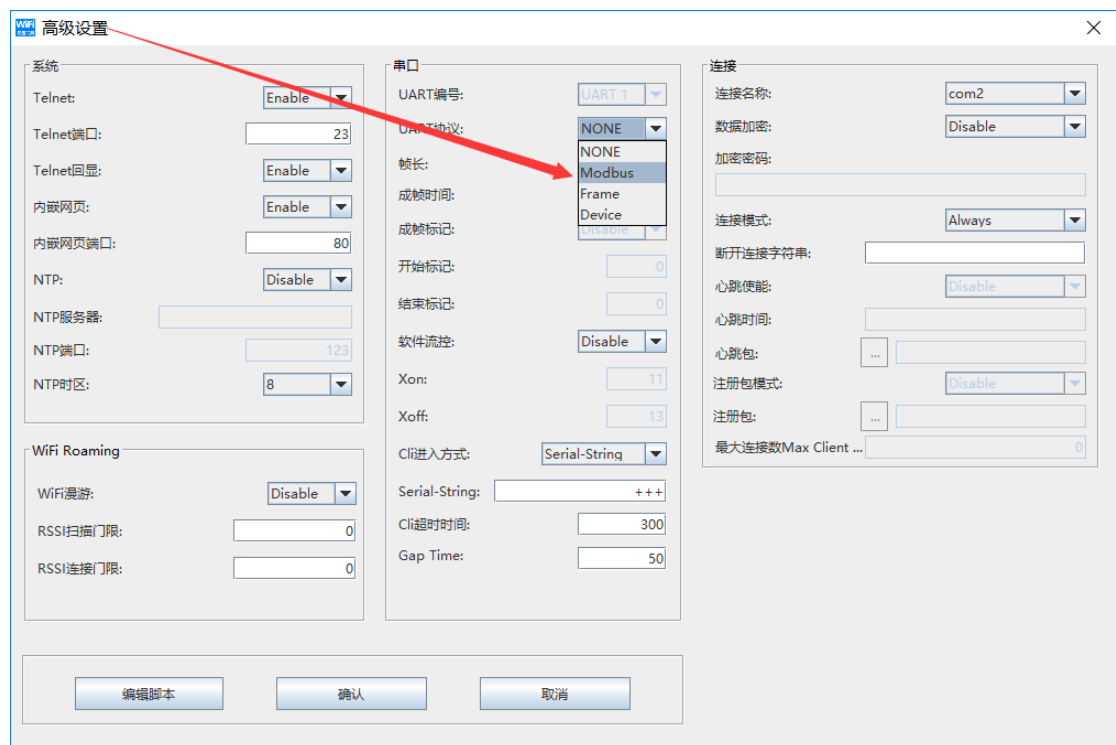 WiFi
高级设置
系统
Telnet:
Enable
Telnet端口:
23
Telnet回显:
Enable
内嵌网页:
Enable
内嵌网页端口:
80
NTP:
Disable
NTP服务器:
NTP端口:
123
NTP时区:
8
WiFi Roaming
WiFi漫游:
Disable
RSSI扫描门限:
0
RSSI连接门限:
0
串口
UART编号:
UART 1
UART协议:
NONE
NONE
Modbus
Frame
Device
帧长:
成帧时间:
成帧标记:
Disable
开始标记:
0
结束标记:
0
软件流控:
Disable
Xon:
11
Xoff:
13
Cli进入方式:
Serial-String
Serial-String:
+++
Cli超时时间:
300
Gap Time:
50
连接
连接名称:
com2
数据加密:
Disable
加密密码:
连接模式:
Always
断开连接字符串:
心跳使能:
Disable
心跳时间:
心跳包:
...
注册包模式:
Disable
注册包:
...
最大连接数Max Client ...
0
编辑脚本
确认
取消